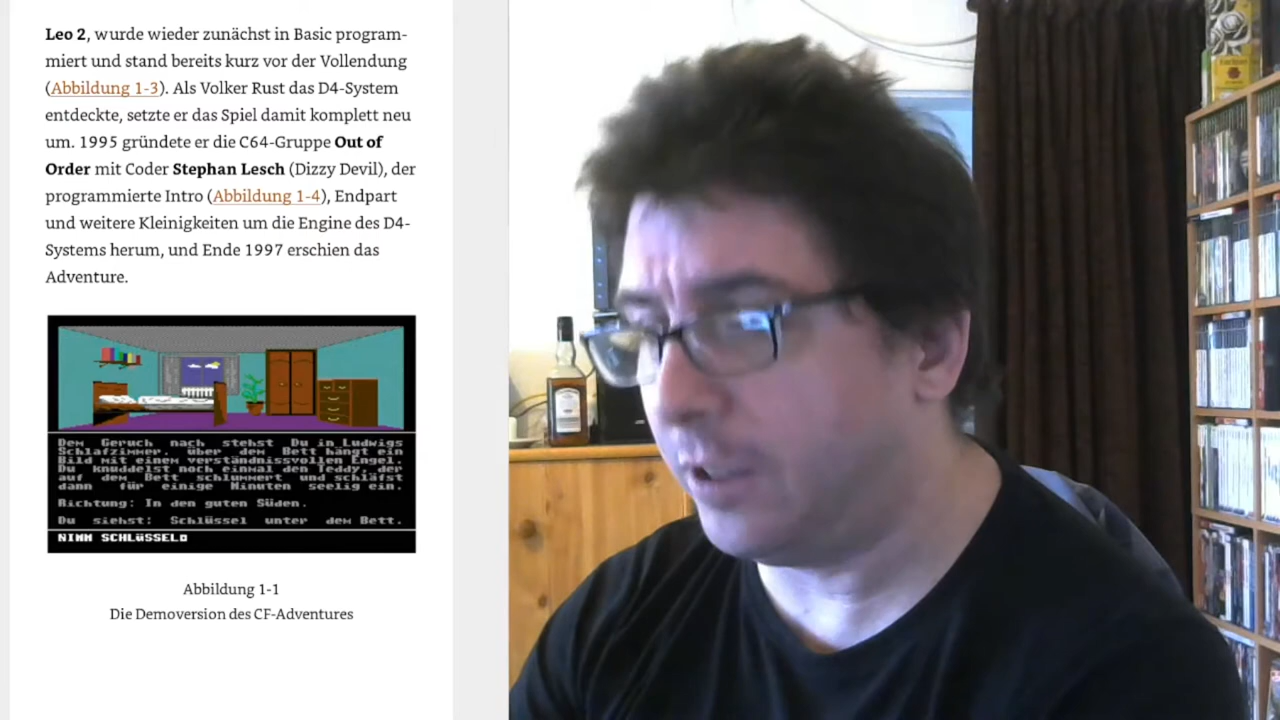 Leo 2, wurde wieder zunächst in Basic program-
miert und stand bereits kurz vor der Vollendung
(Abbildung 1-3). Als Volker Rust das D4-System
entdeckte, setzte er das Spiel damit komplett neu
um. 1995 gründete er die C64-Gruppe Out of
Order mit Coder Stephan Lesch (Dizzy Devil), der
programmierte Intro (Abbildung 1-4), Endpart
und weitere Kleinigkeiten um die Engine des D4-
Systems herum, und Ende 1997 erschien das
Adventure.
Dem Geruch nach stehst Du in Ludwigs
Schlafzimmer. über dem Bett hängt ein
Bild mit einem verständnissvollen Engel.
Du knuddelst noch einmal den Teddy, der
auf dem Bett schlummert und schläfst
dann für einige Minuten seelig ein.
Richtung: In den guten Süden.
Du siehst: Schlüssel unter dem Bett.
NIMM SCHLüSSEL
Abbildung 1-1
Die Demoversion des CF-Adventures